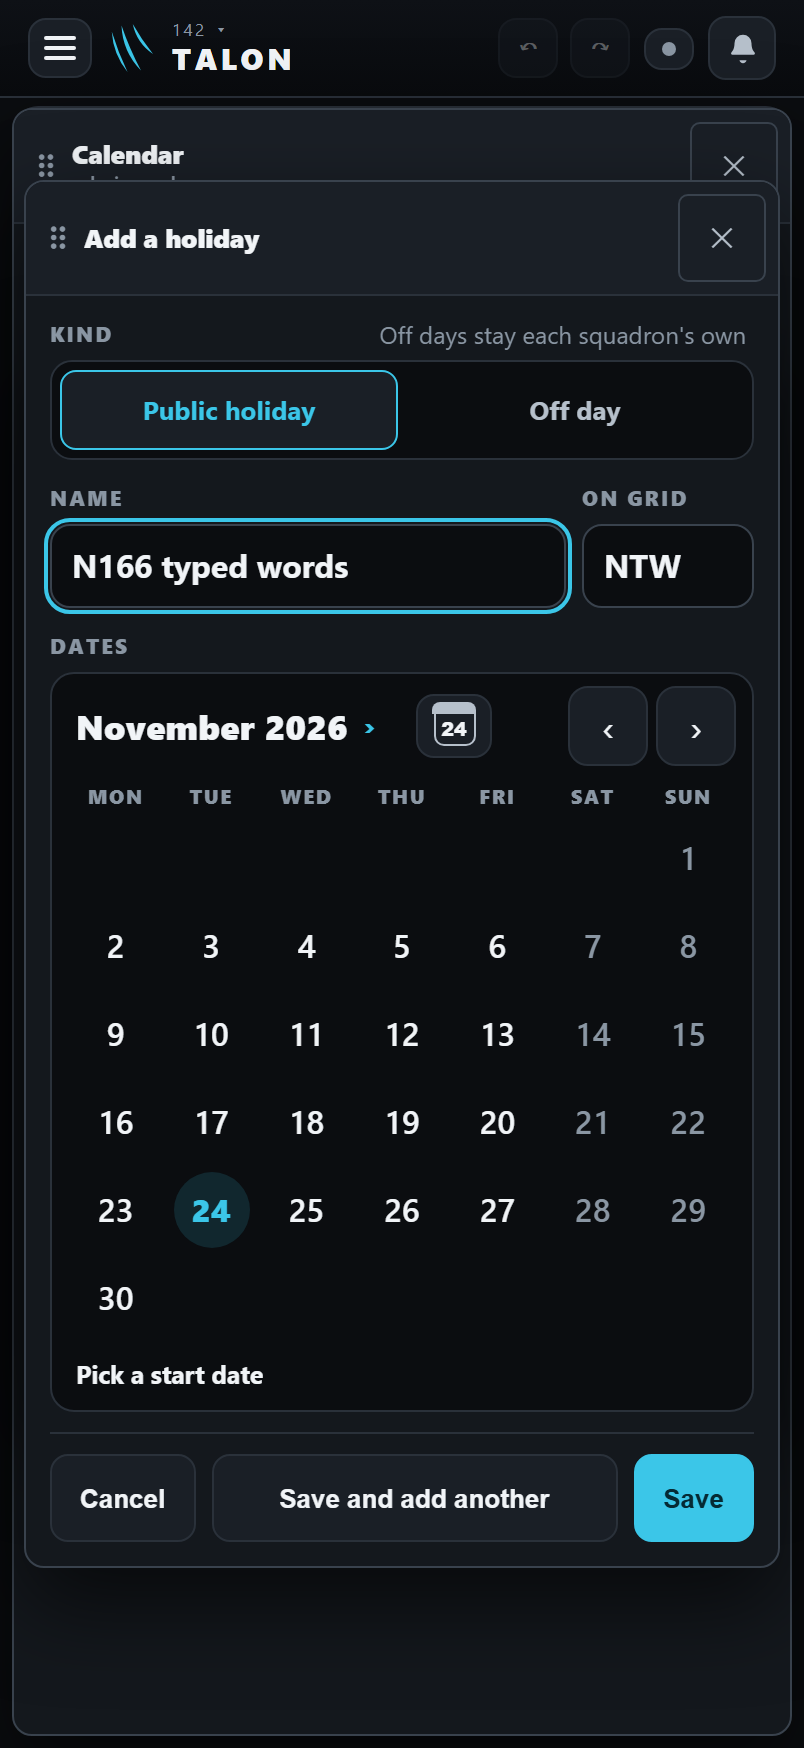 142
TALON
Calendar
Add a holiday
KIND
Off days stay each squadron's own
Public holiday
Off day
NAME
ON GRID
N166 typed words
NTW
DATES
November 2026 ›
24
‹ ›
MON TUE WED THU FRI SAT SUN
1
2 3 4 5 6 7 8
9 10 11 12 13 14 15
16 17 18 19 20 21 22
23 24 25 26 27 28 29
30
Pick a start date
Cancel
Save and add another
Save